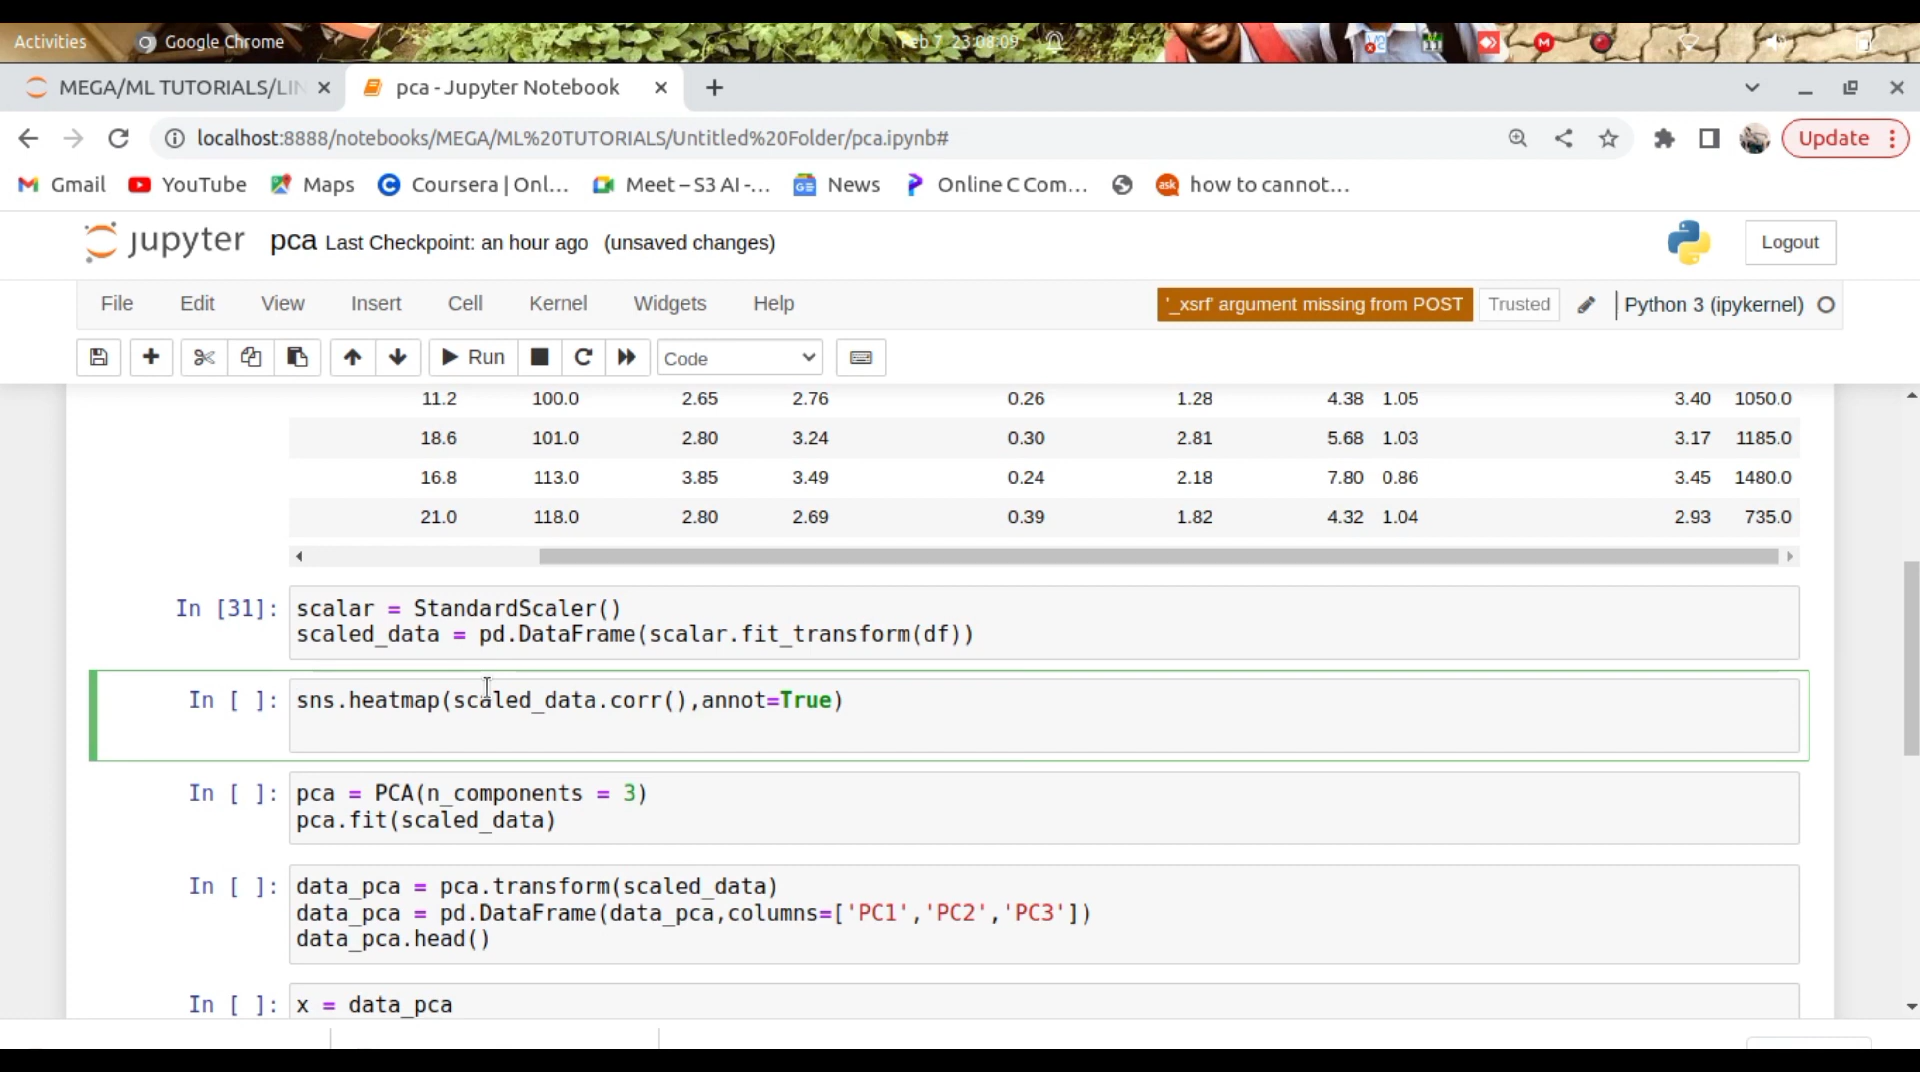 Activities Google Chrome Feb 7 23:08:09
MEGA/ML TUTORIALS/LIN pca - Jupyter Notebook
localhost:8888/notebooks/MEGA/ML%20TUTORIALS/Untitled%20Folder/pca.ipynb# Update
Gmail YouTube Maps Coursera | Onl... Meet – S3 AI -... News Online C Com... how to cannot...
jupyter pca Last Checkpoint: an hour ago (unsaved changes) Logout
File Edit View Insert Cell Kernel Widgets Help '_xsrf' argument missing from POST Trusted Python 3 (ipykernel)
Run Code
11.2 100.0 2.65 2.76 0.26 1.28 4.38 1.05 3.40 1050.0
18.6 101.0 2.80 3.24 0.30 2.81 5.68 1.03 3.17 1185.0
16.8 113.0 3.85 3.49 0.24 2.18 7.80 0.86 3.45 1480.0
21.0 118.0 2.80 2.69 0.39 1.82 4.32 1.04 2.93 735.0
In [31]: scalar = StandardScaler()
scaled_data = pd.DataFrame(scalar.fit_transform(df))
In [ ]: sns.heatmap(scaled_data.corr(),annot=True)
In [ ]: pca = PCA(n_components = 3)
pca.fit(scaled_data)
In [ ]: data_pca = pca.transform(scaled_data)
data_pca = pd.DataFrame(data_pca,columns=['PC1','PC2','PC3'])
data_pca.head()
In [ ]: x = data_pca